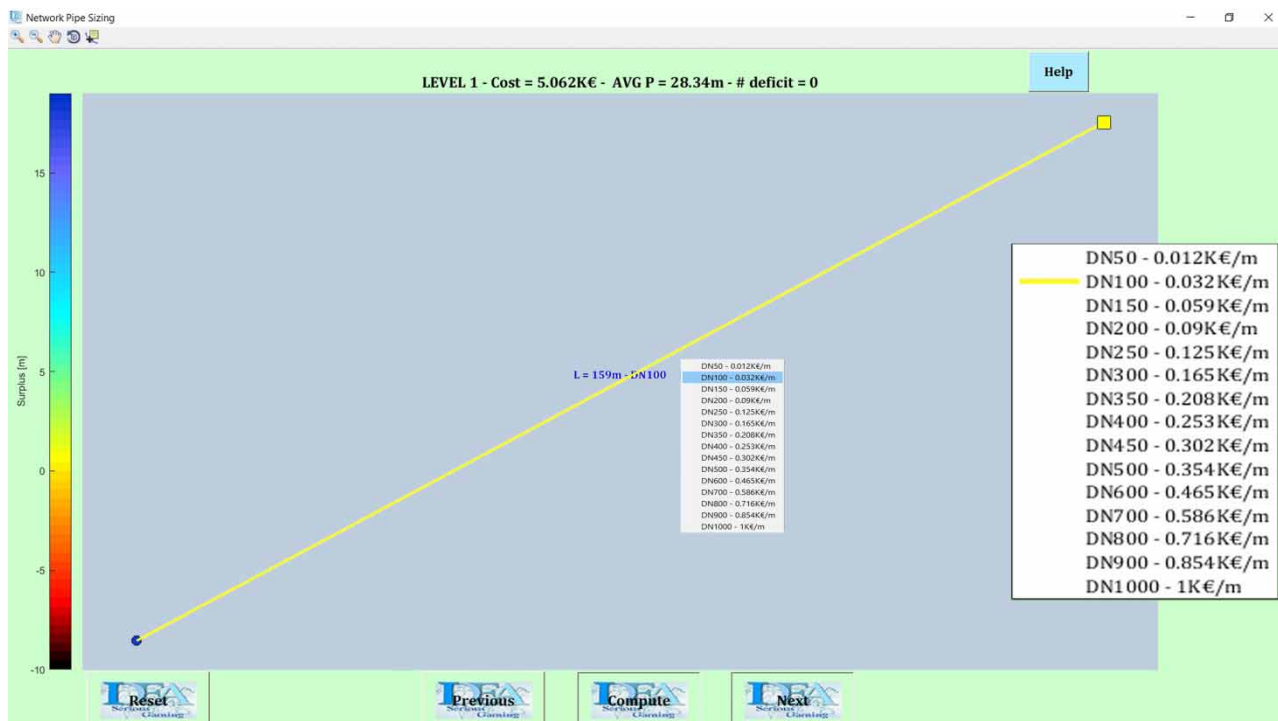 Network Pipe Sizing
Help
LEVEL 1 - Cost = 5.062K€ - AVG P = 28.34m - # deficit = 0
15
10
5
0
-5
-10
Surplus [m]
L = 159m - DN100
DN50 - 0.012K€/m
DN100 - 0.032K€/m
DN150 - 0.059K€/m
DN200 - 0.09K€/m
DN250 - 0.125K€/m
DN300 - 0.165K€/m
DN350 - 0.208K€/m
DN400 - 0.253K€/m
DN450 - 0.302K€/m
DN500 - 0.354K€/m
DN600 - 0.465K€/m
DN700 - 0.586K€/m
DN800 - 0.716K€/m
DN900 - 0.854K€/m
DN1000 - 1K€/m
DN50 - 0.012K€/m
DN100 - 0.032K€/m
DN150 - 0.059K€/m
DN200 - 0.09K€/m
DN250 - 0.125K€/m
DN300 - 0.165K€/m
DN350 - 0.208K€/m
DN400 - 0.253K€/m
DN450 - 0.302K€/m
DN500 - 0.354K€/m
DN600 - 0.465K€/m
DN700 - 0.586K€/m
DN800 - 0.716K€/m
DN900 - 0.854K€/m
DN1000 - 1K€/m
Reset
Previous
Compute
Next